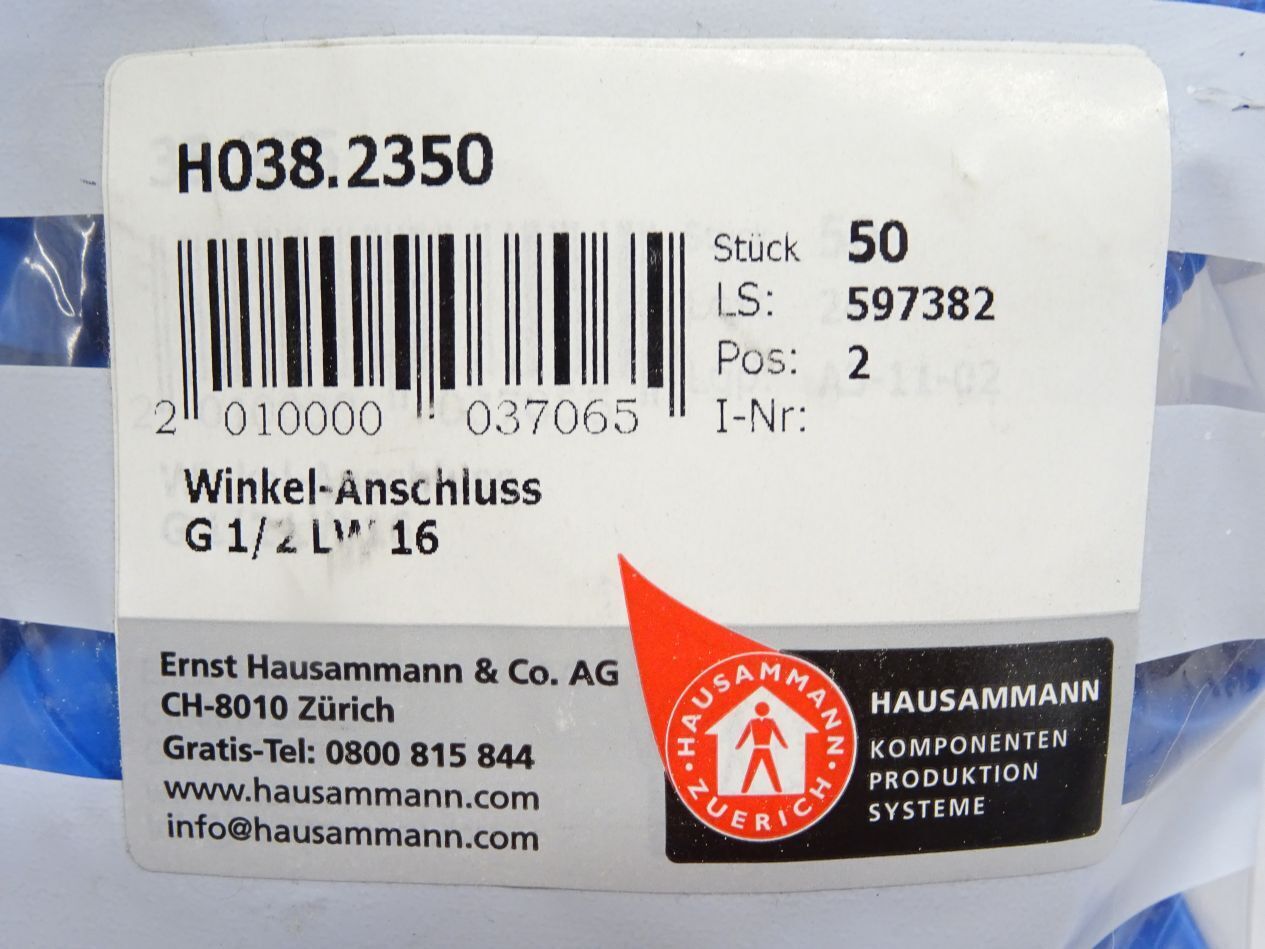 H038.2350
Stück 50
LS: 597382
Pos: 2
I-Nr:
2 010000 037065
Winkel-Anschluss
G 1/2 LW 16
Ernst Hausammann & Co. AG
CH-8010 Zürich
Gratis-Tel: 0800 815 844
www.hausammann.com
info@hausammann.com
HAUSAMMANN
ZUERICH
HAUSAMMANN
KOMPONENTEN
PRODUKTION
SYSTEME